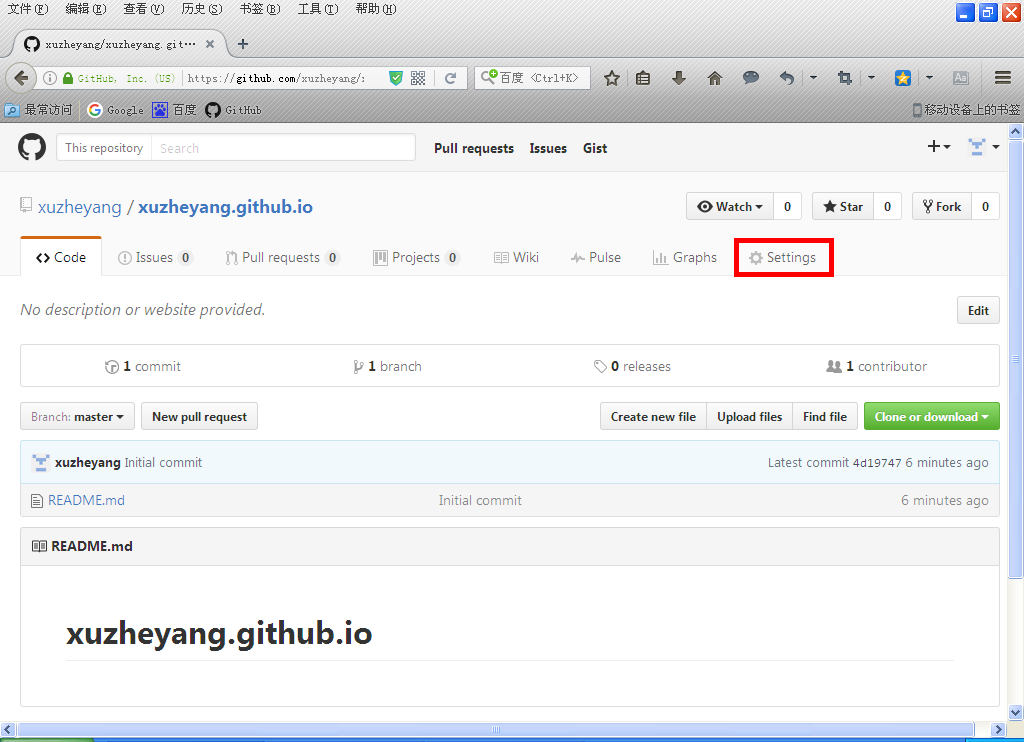 文件(F) 编辑(E) 查看(V) 历史(S) 书签(B) 工具(T) 帮助(H)
xuzheyang/xuzheyang.git···
GitHub, Inc. (US) https://github.com/xuzheyang/: 百度 <Ctrl+K>
最常访问 Google 百度 GitHub 移动设备上的书签
This repository Search Pull requests Issues Gist
xuzheyang / xuzheyang.github.io Watch 0 Star 0 Fork 0
Code Issues 0 Pull requests 0 Projects 0 Wiki Pulse Graphs Settings
No description or website provided. Edit
1 commit 1 branch 0 releases 1 contributor
Branch: master New pull request Create new file Upload files Find file Clone or download
xuzheyang Initial commit Latest commit 4d19747 6 minutes ago
README.md Initial commit 6 minutes ago
README.md
xuzheyang.github.io